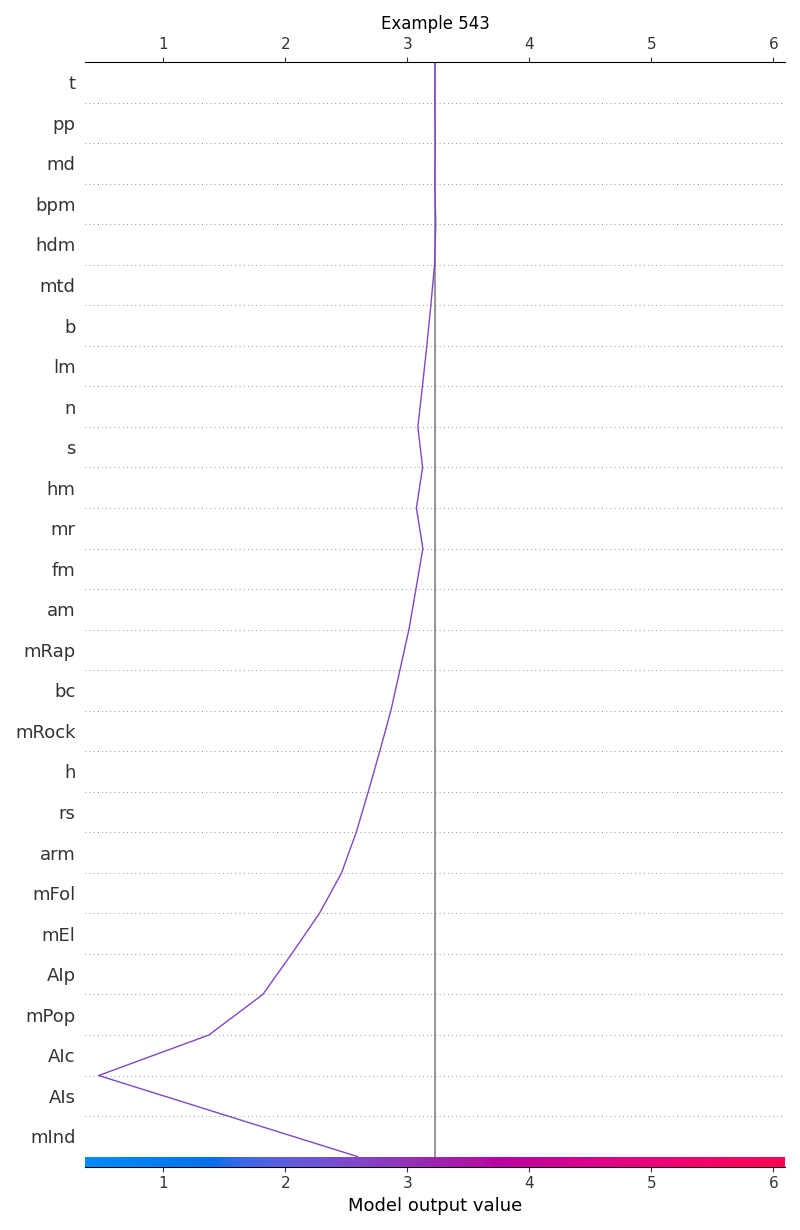 Example 543
1 2 3 4 5 6
t
pp
md
bpm
hdm
mtd
b
lm
n
s
hm
mr
fm
am
mRap
bc
mRock
h
rs
arm
mFol
mEl
AIp
mPop
AIc
AIs
mInd
1 2 3 4 5 6
Model output value